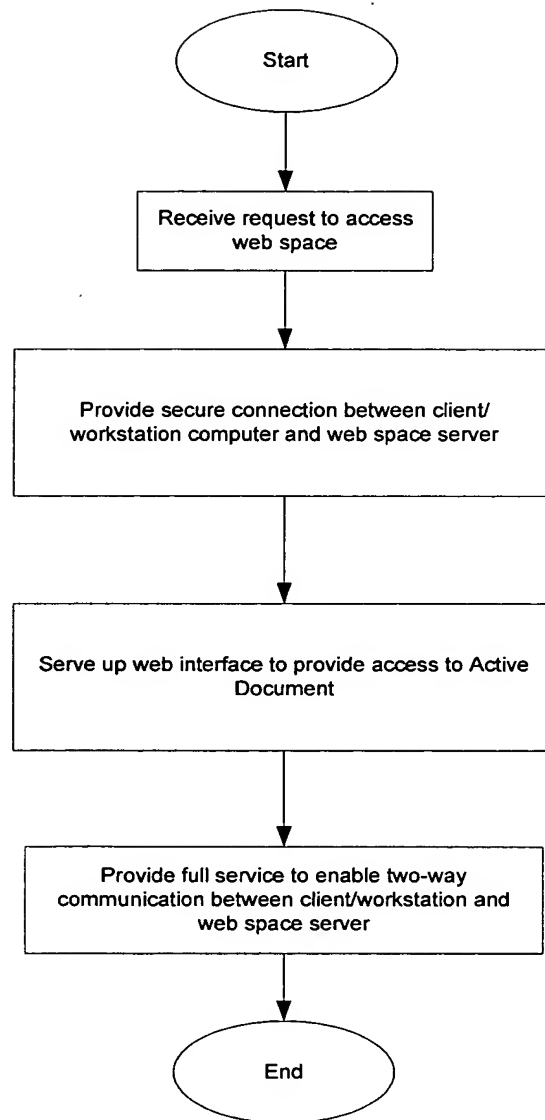 Start
Receive request to access
web space
Provide secure connection between client/
workstation computer and web space server
Serve up web interface to provide access to Active
Document
Provide full service to enable two-way
communication between client/workstation and
web space server
End